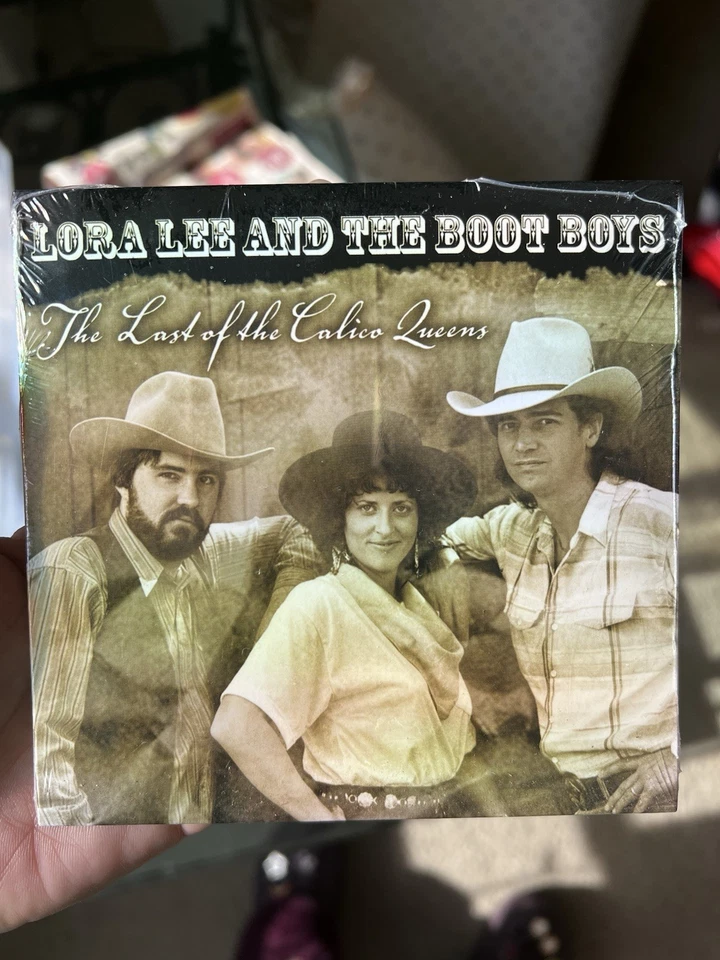 LORA LEE AND THE BOOT BOYS
The Last of the Calico Queens